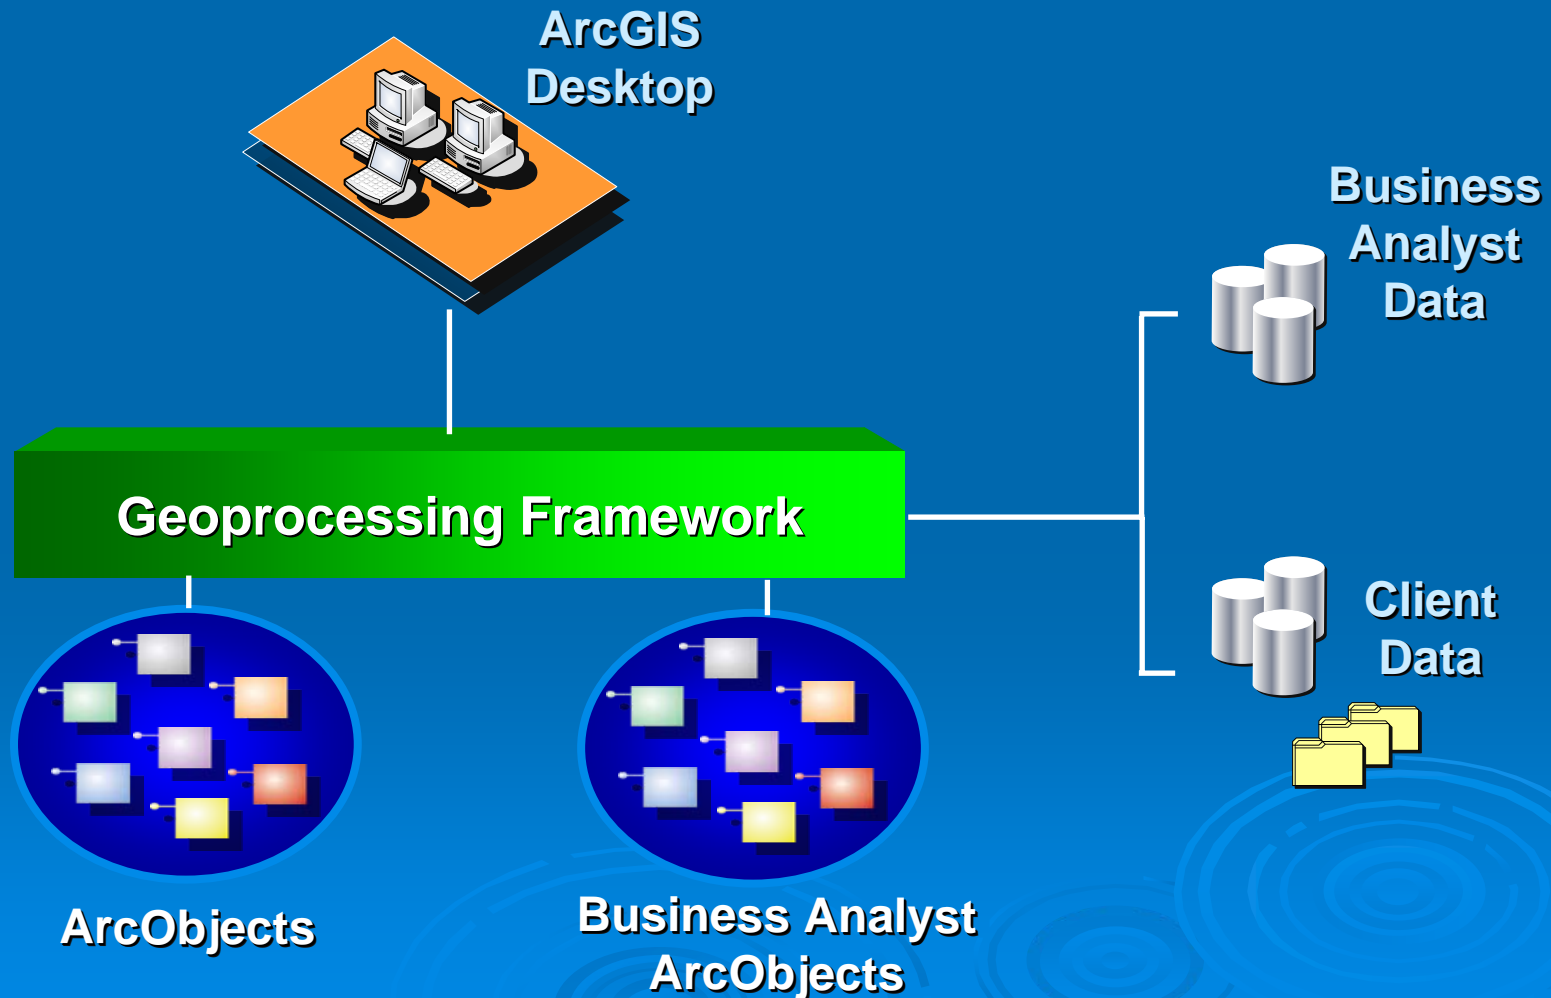 ArcGIS
Desktop
Business
Analyst
Data
Geoprocessing Framework
Client
Data
ArcObjects
Business Analyst
ArcObjects